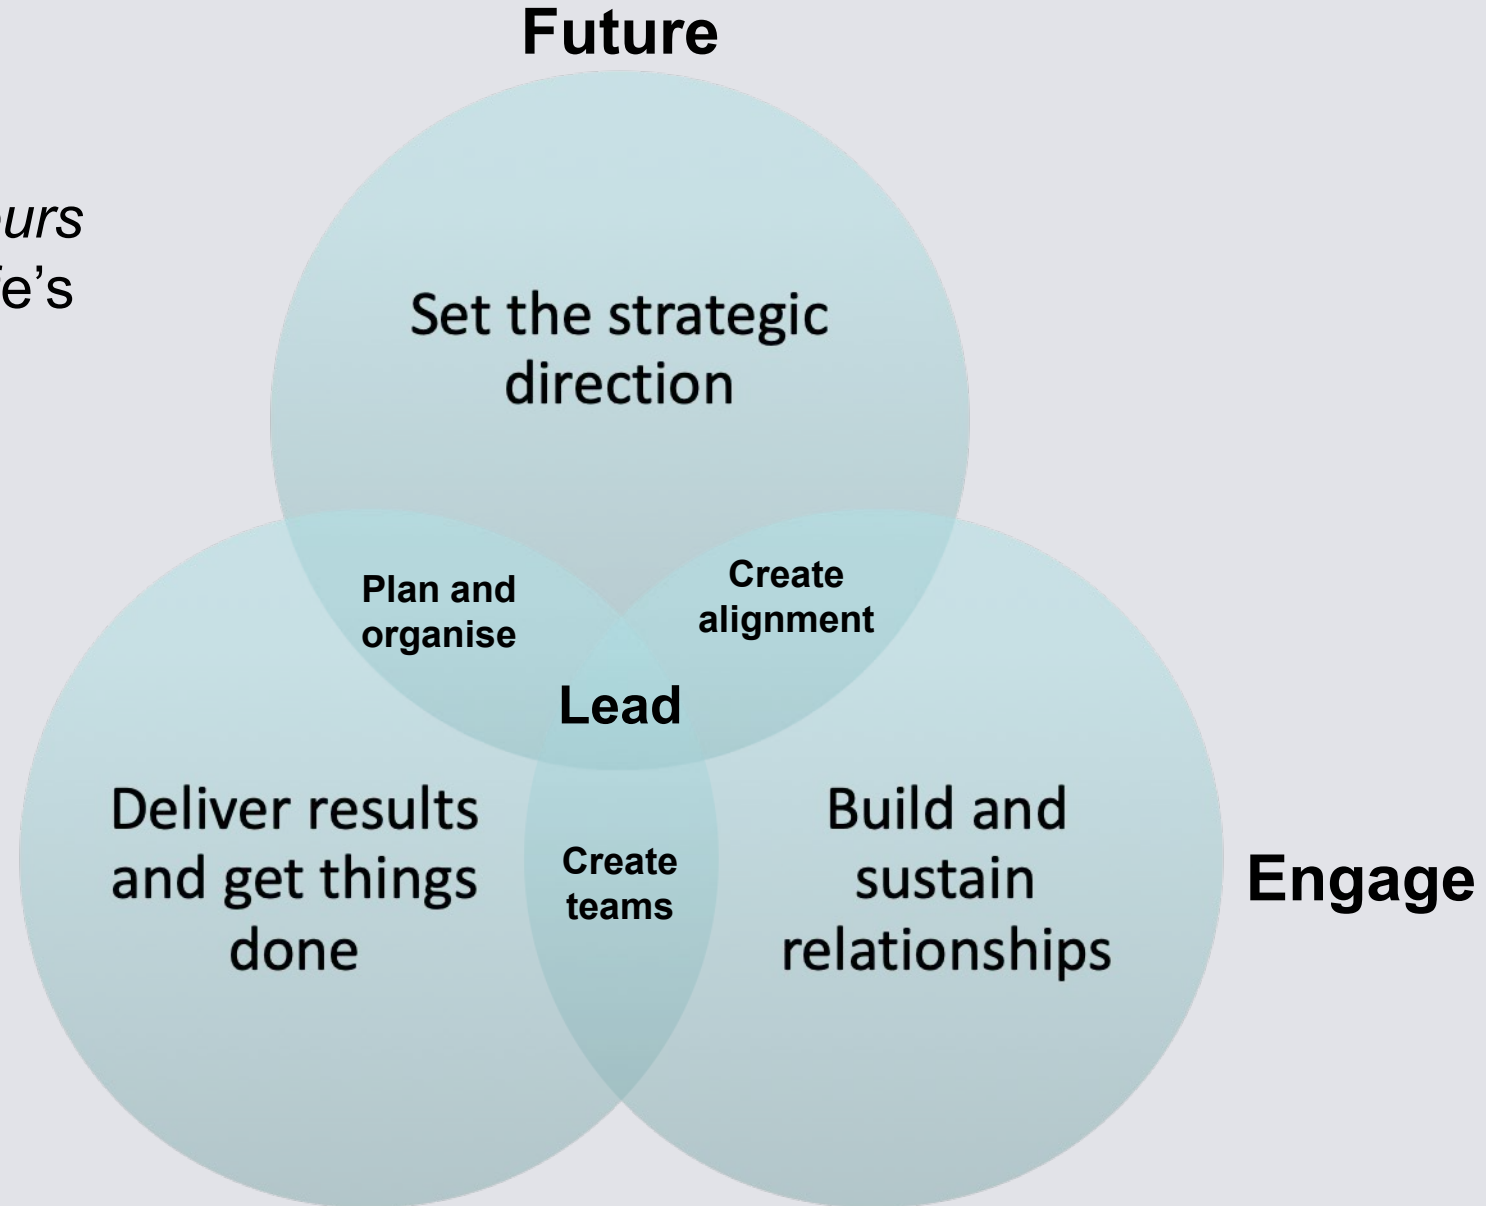 Future
Set the strategic
direction
Plan and
organise
Create
alignment
Lead
Deliver results
and get things
done
Create
teams
Build and
sustain
relationships
Engage